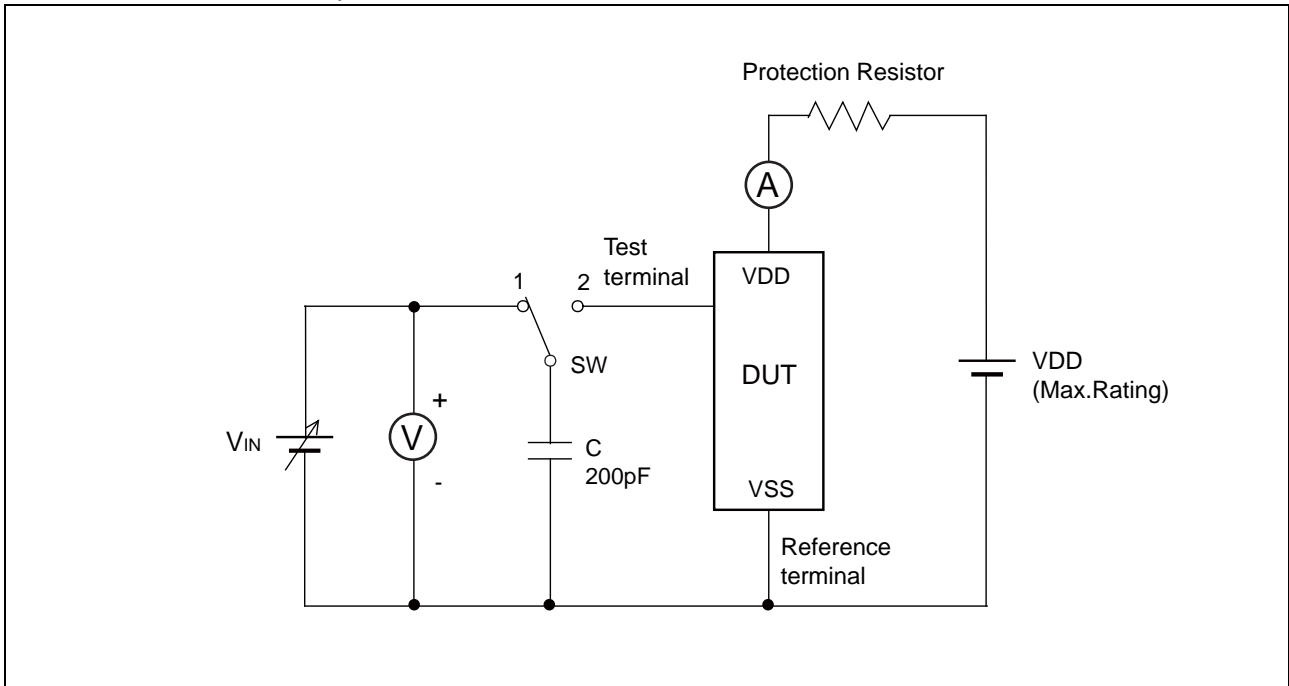 Protection Resistor
A
Test
terminal
1
2
VDD
SW
DUT
VDD
(Max.Rating)
VIN
+
V
-
C
200pF
VSS
Reference
terminal